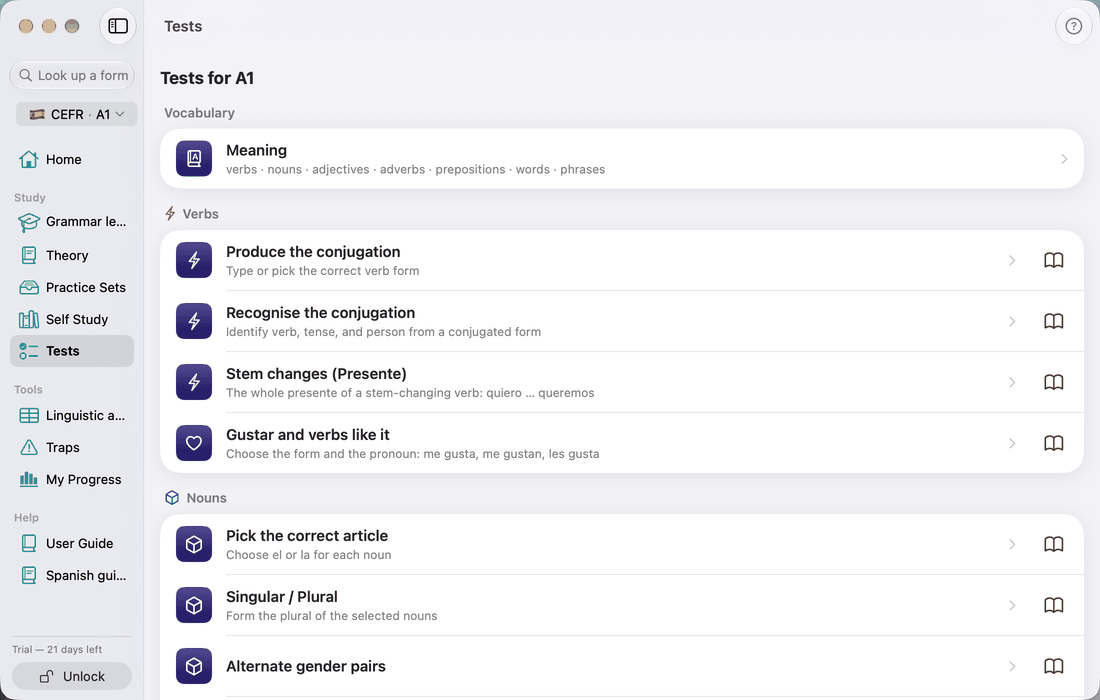 Tests
Look up a form
CEFR · A1
Home
Study
Grammar le...
Theory
Practice Sets
Self Study
Tests
Tools
Linguistic a...
Traps
My Progress
Help
User Guide
Spanish gui...
Trial — 21 days left
Unlock
Tests for A1
Vocabulary
Meaning
verbs · nouns · adjectives · adverbs · prepositions · words · phrases
Verbs
Produce the conjugation
Type or pick the correct verb form
Recognise the conjugation
Identify verb, tense, and person from a conjugated form
Stem changes (Presente)
The whole presente of a stem-changing verb: quiero ... queremos
Gustar and verbs like it
Choose the form and the pronoun: me gusta, me gustan, les gusta
Nouns
Pick the correct article
Choose el or la for each noun
Singular / Plural
Form the plural of the selected nouns
Alternate gender pairs